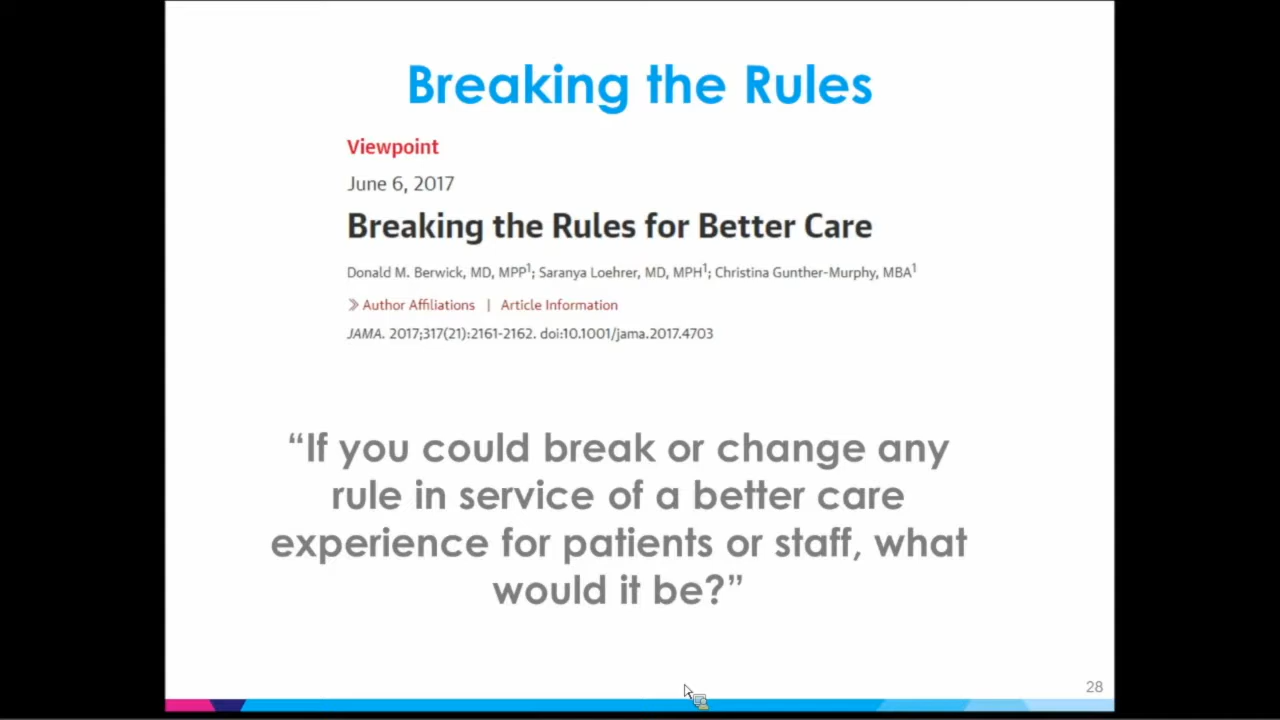 Breaking the Rules
Viewpoint
June 6, 2017
Breaking the Rules for Better Care
Donald M. Berwick, MD, MPP1; Saranya Loehrer, MD, MPH1; Christina Gunther-Murphy, MBA1
» Author Affiliations | Article Information
JAMA. 2017;317(21):2161-2162. doi:10.1001/jama.2017.4703
“If you could break or change any
rule in service of a better care
experience for patients or staff, what
would it be?”
28